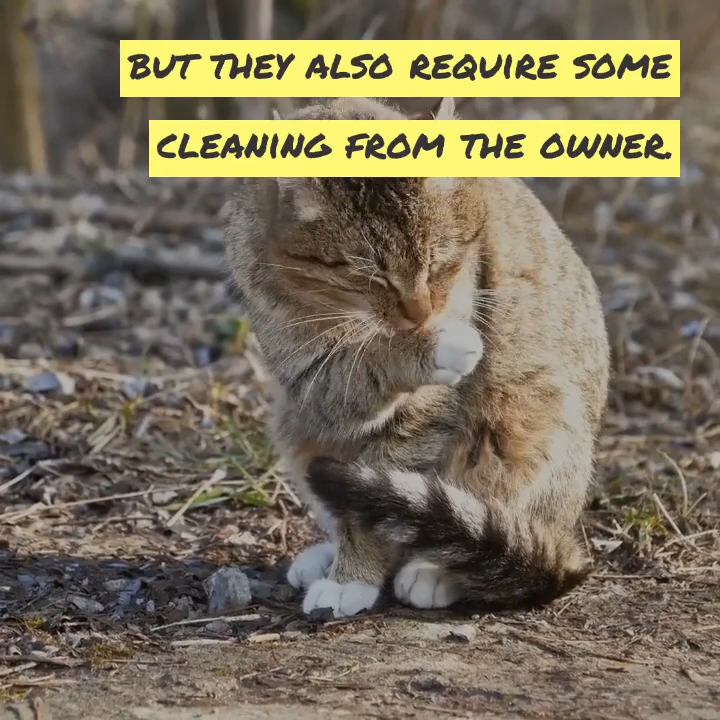 BUT THEY ALSO REQUIRE SOME
CLEANING FROM THE OWNER.